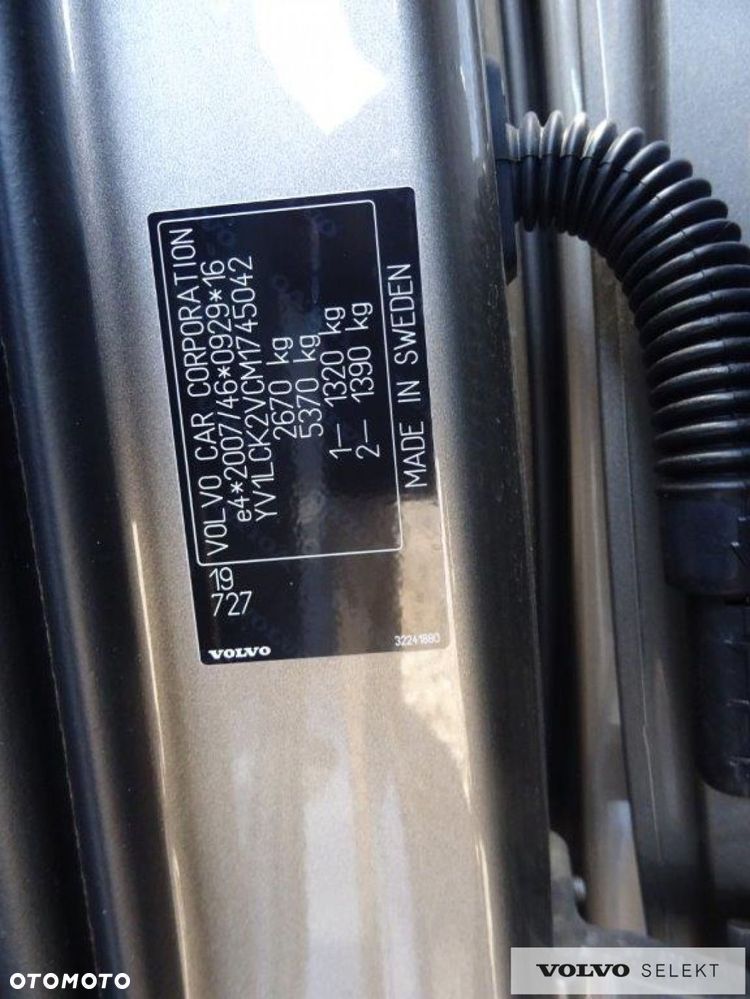 VOLVO CAR CORPORATION
e4*2007/46*0929*16
YV1LCK2VCM1745042
2670 kg
5370 kg
1— 1320 kg
2— 1390 kg
MADE IN SWEDEN
19
727
VOLVO
32241880
OTOMOTO
VOLVO SELEKT